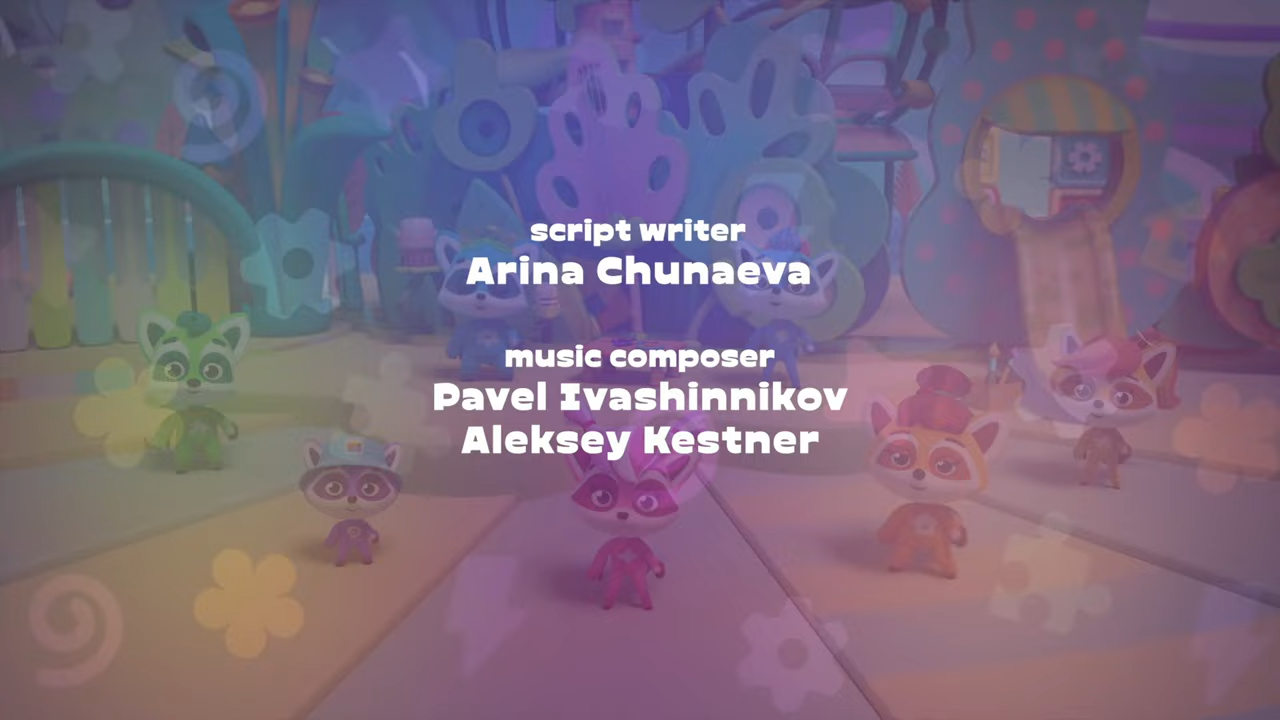 script writer
Arina Chunaeva
music composer
Pavel Ivashinnikov
Aleksey Kestner